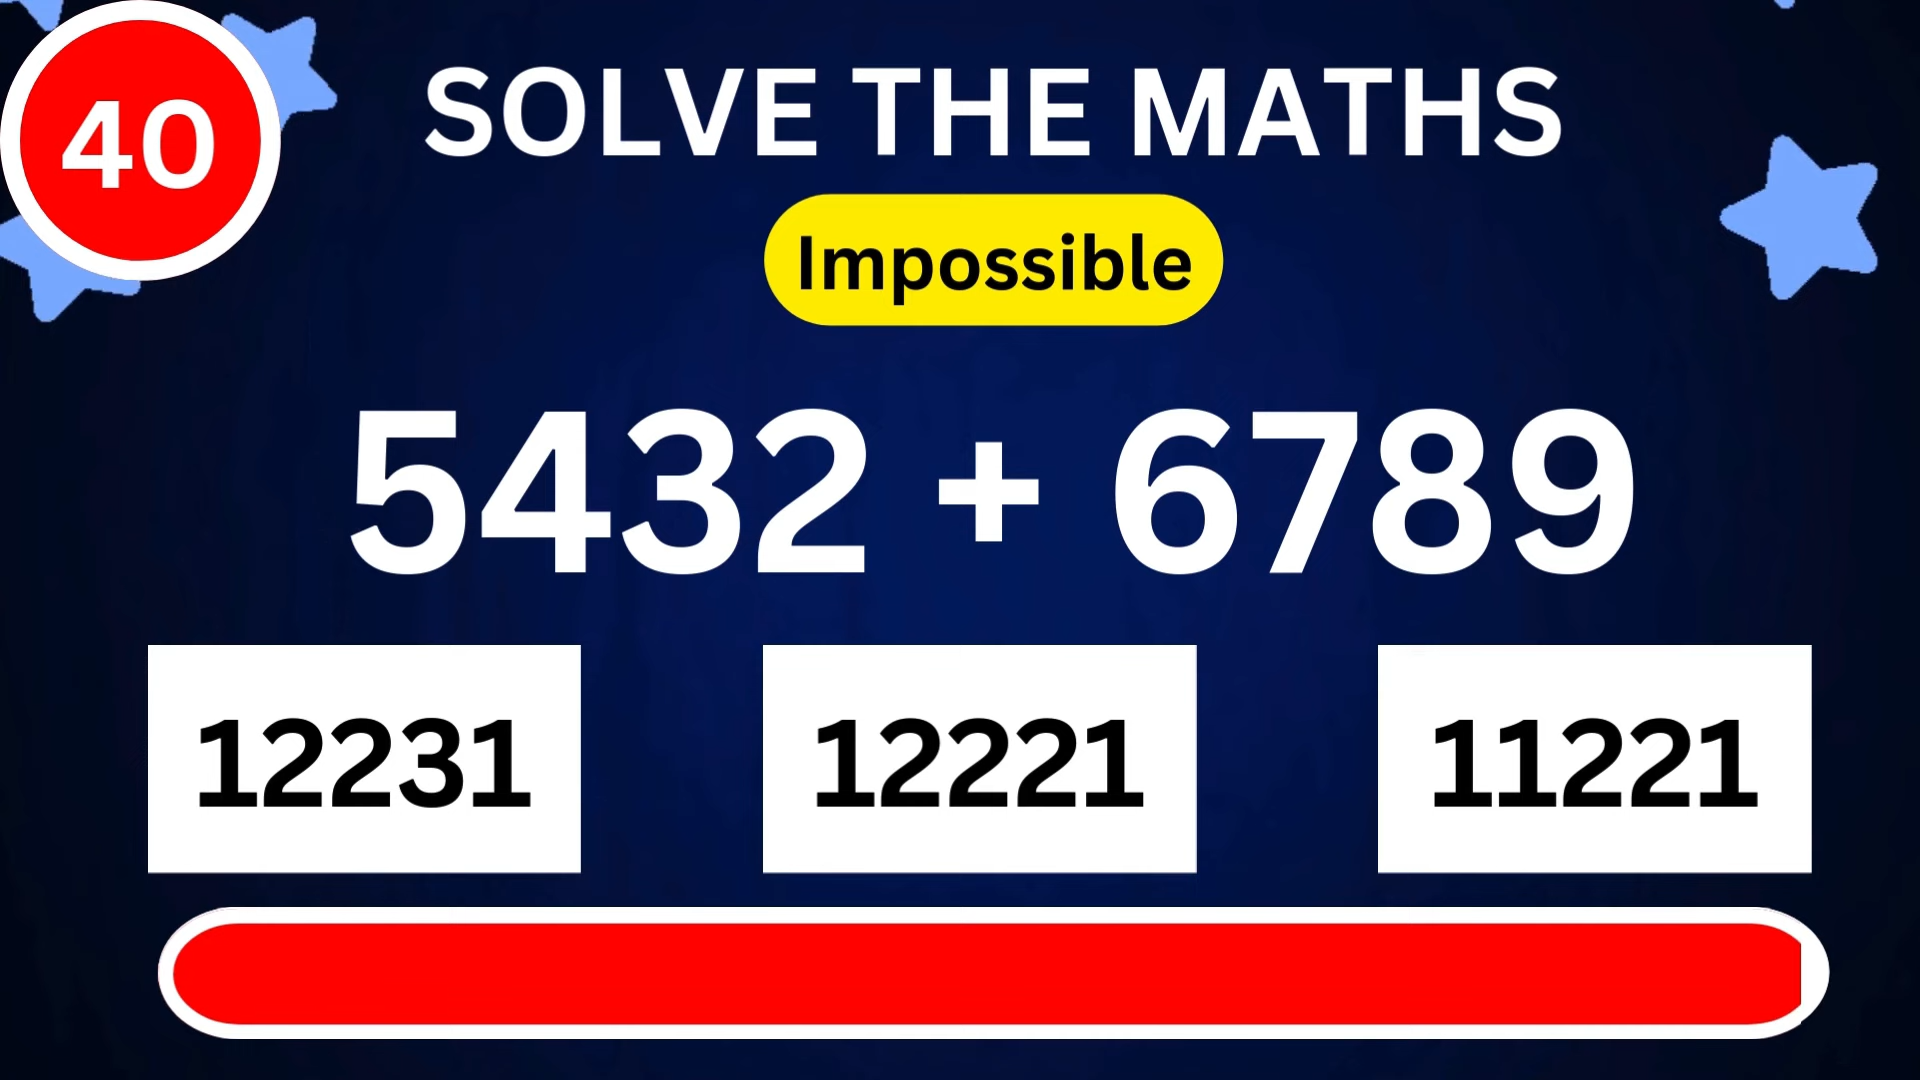 40
SOLVE THE MATHS
Impossible
5432 + 6789
12231
12221
11221